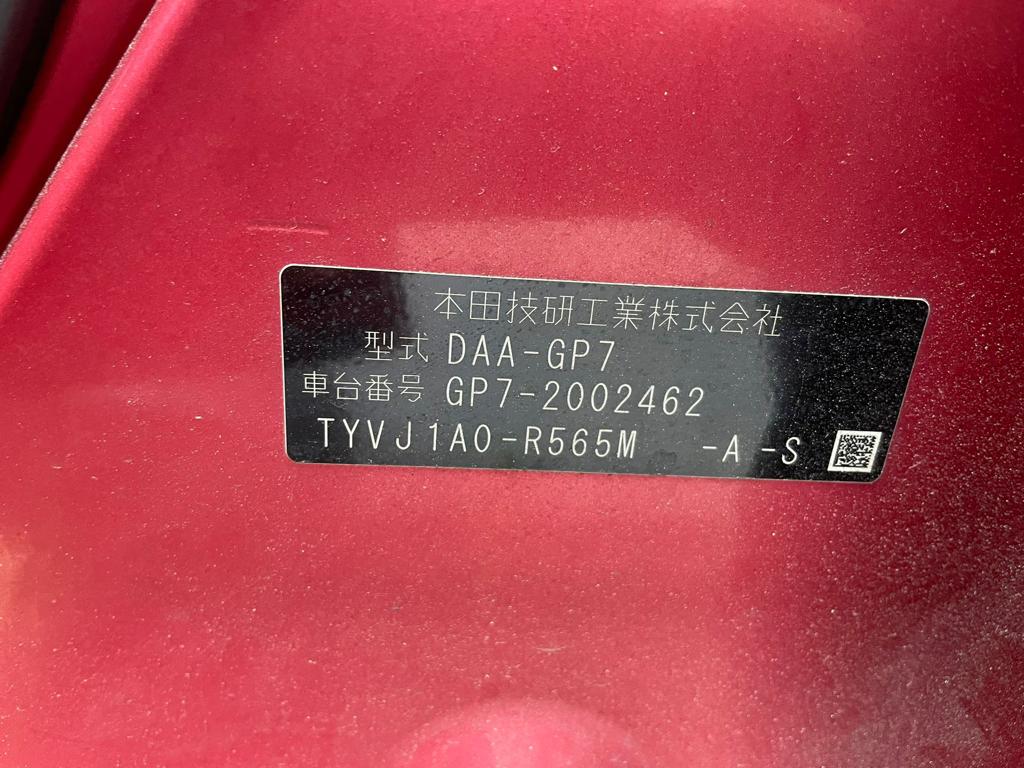 本田技研工業株式会社
型式 DAA-GP7
車台番号 GP7-2002462
TYVJ1A0-R565M -A -S